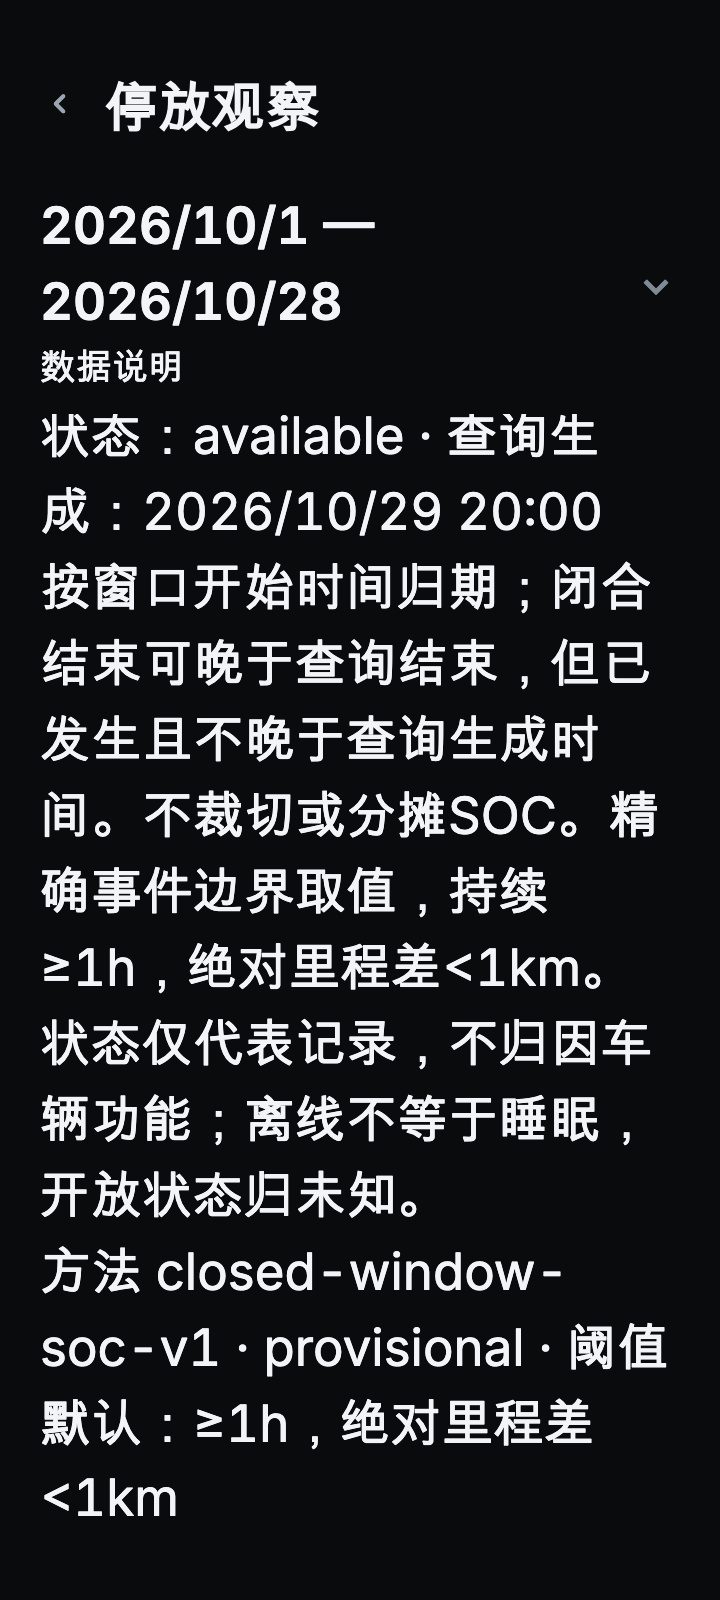 停放观察
2026/10/1 —
2026/10/28
数据说明
状态：available · 查询生
成：2026/10/29 20:00
按窗口开始时间归期；闭合
结束可晚于查询结束，但已
发生且不晚于查询生成时
间。不裁切或分摊SOC。精
确事件边界取值，持续
≥1h，绝对里程差<1km。
状态仅代表记录，不归因车
辆功能；离线不等于睡眠，
开放状态归未知。
方法 closed-window-
soc-v1 · provisional · 阈值
默认：≥1h，绝对里程差
<1km